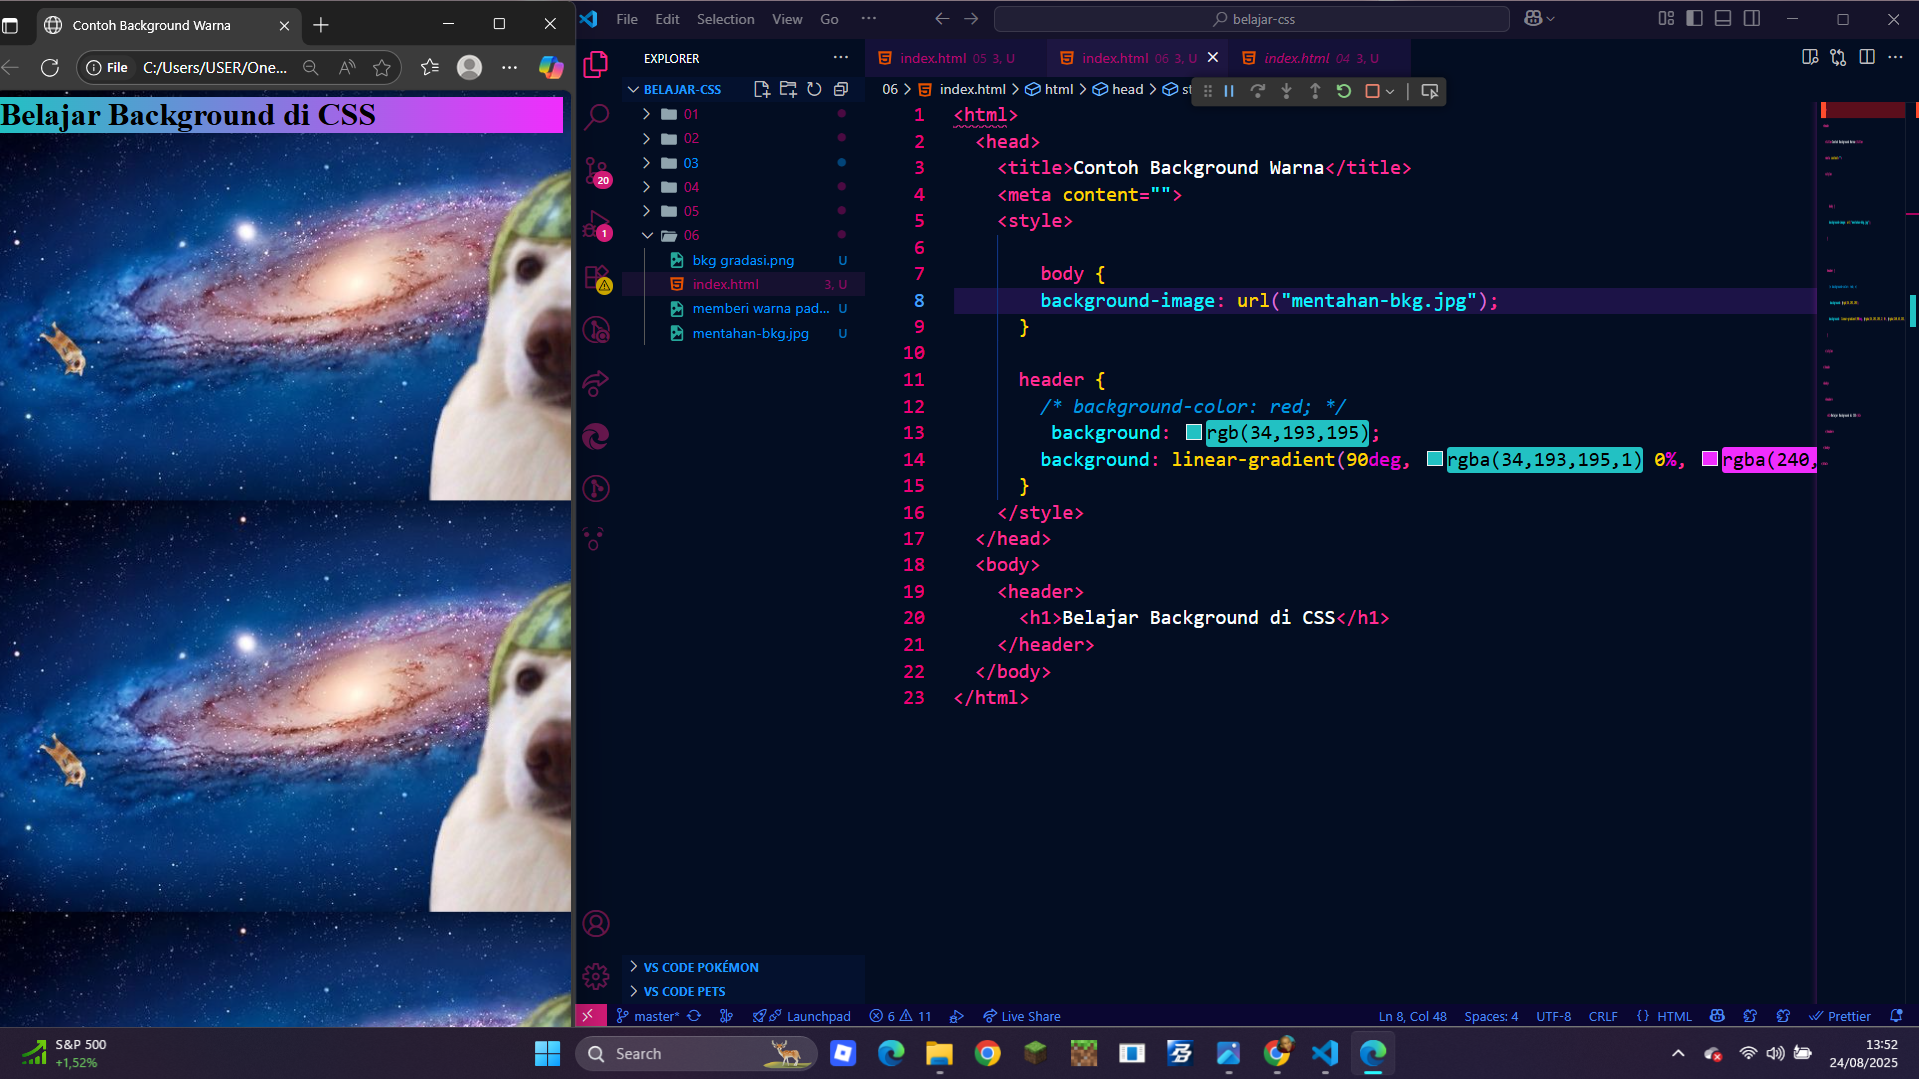 Contoh Background Warna
File C:/Users/USER/One...
Belajar Background di CSS
File Edit Selection View Go ...
belajar-css
EXPLORER
BELAJAR-CSS
01
02
03
04
05
06
bkg gradasi.png U
index.html 3, U
memberi warna pad... U
mentahan-bkg.jpg U
20
1
VS CODE POKÉMON
VS CODE PETS
index.html 05 3, U
index.html 06 3, U
index.html 04 3, U
06 > index.html > html > head > st
1 <html>
2 <head>
3 <title>Contoh Background Warna</title>
4 <meta content="">
5 <style>
6
7 body {
8 background-image: url("mentahan-bkg.jpg");
9 }
10
11 header {
12 /* background-color: red; */
13 background: rgb(34,193,195);
14 background: linear-gradient(90deg, rgba(34,193,195,1) 0%, rgba(240,
15 }
16 </style>
17 </head>
18 <body>
19 <header>
20 <h1>Belajar Background di CSS</h1>
21 </header>
22 </body>
23 </html>
master* Launchpad 6 11 Live Share
Ln 8, Col 48 Spaces: 4 UTF-8 CRLF {} HTML Prettier
S&P 500
+1,52%
Search
13:52
24/08/2025